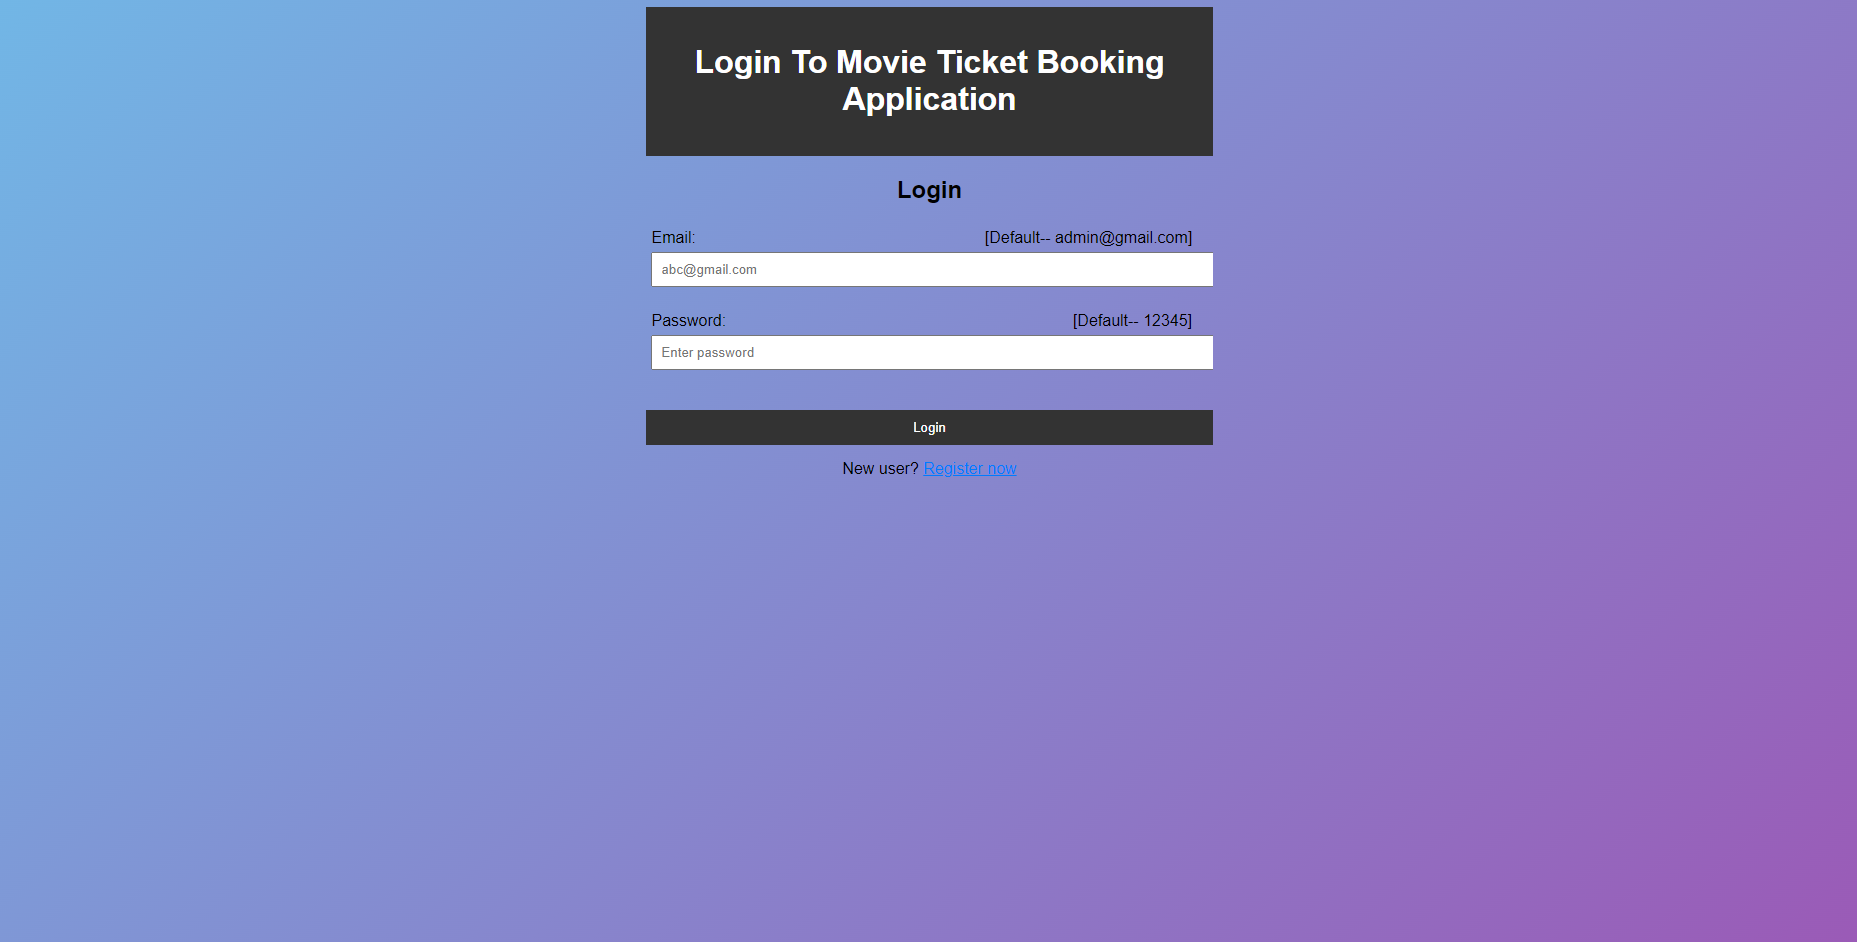 Login To Movie Ticket Booking
Application
Login
Email: [Default-- admin@gmail.com]
abc@gmail.com
Password: [Default-- 12345]
Enter password
Login
New user? Register now